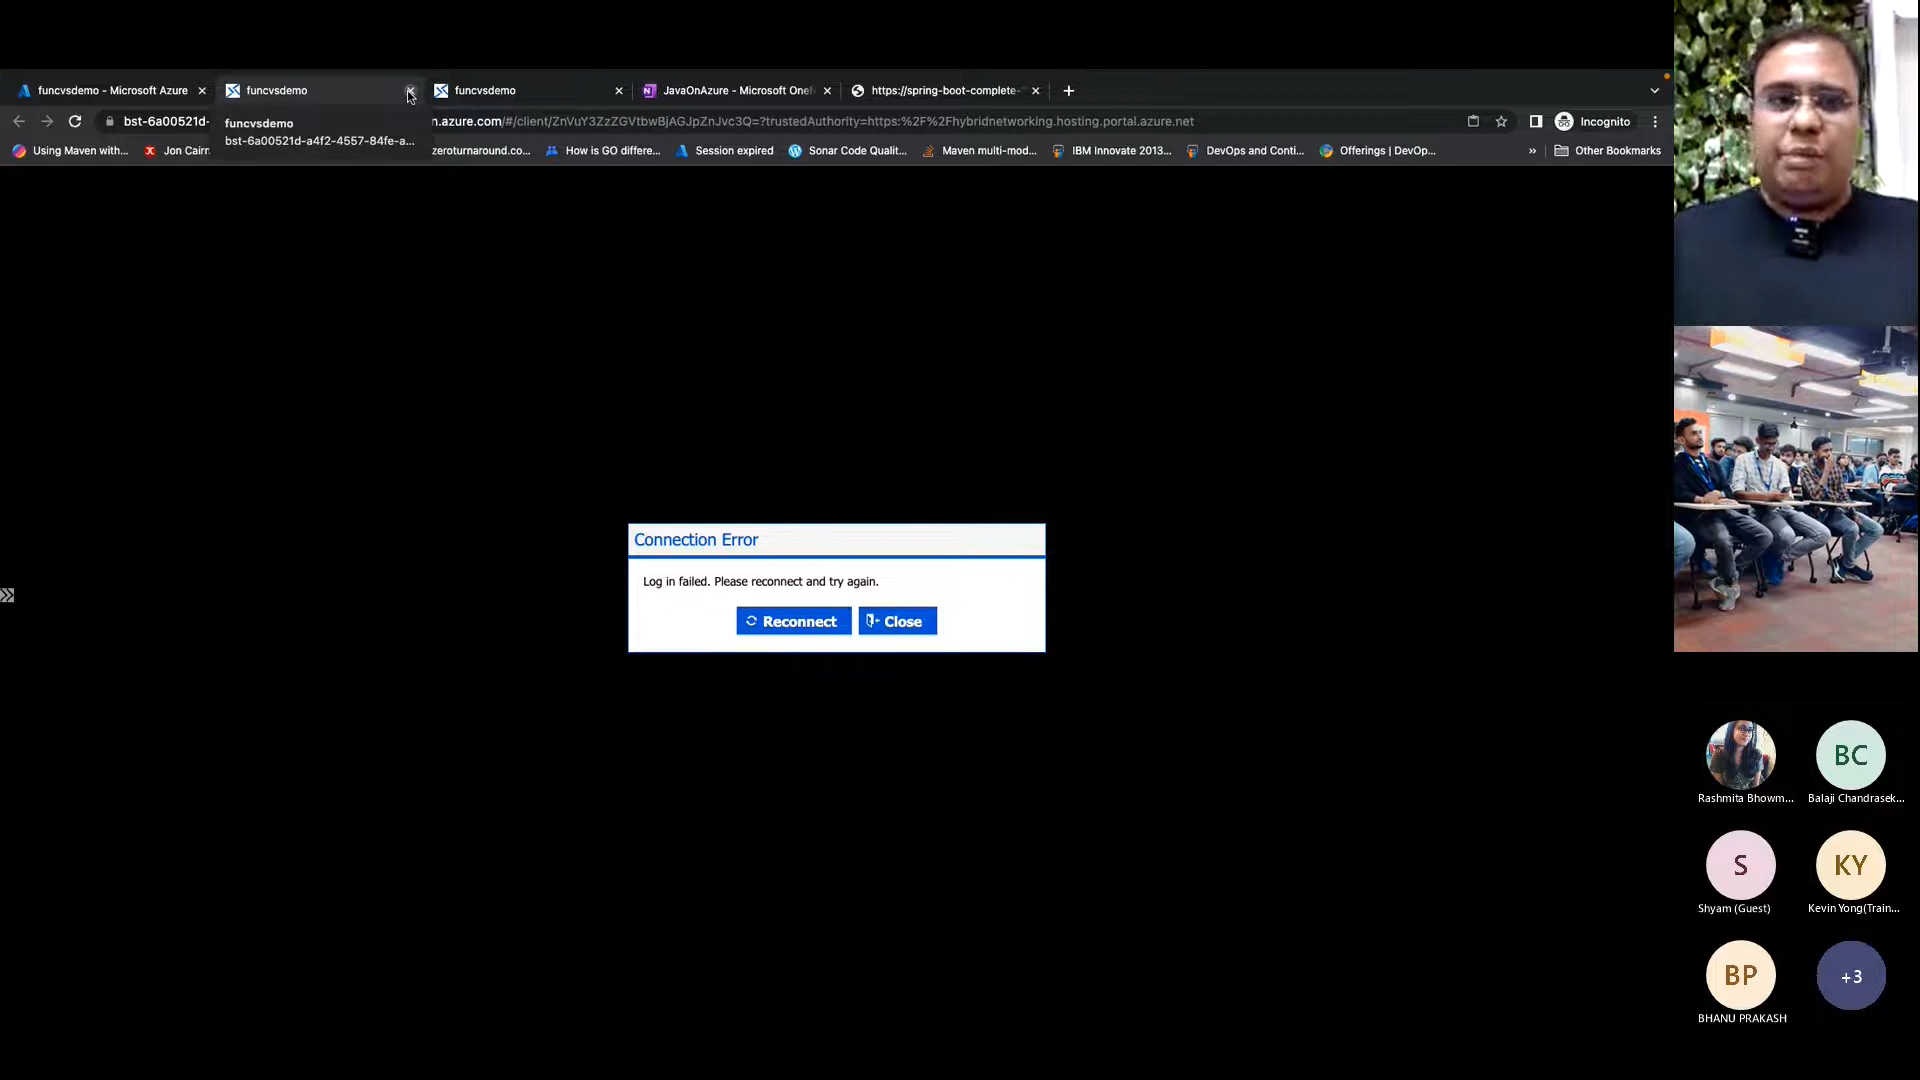 funcvsdemo - Microsoft Azure
funcvsdemo
funcvsdemo
JavaOnAzure - Microsoft OneN
https://spring-boot-complete-
bst-6a00521d-
n.azure.com/#/client/ZnVuY3ZzZGVtbwBjAGJpZnJvc3Q=?trustedAuthority=https:%2F%2Fhybridnetworking.hosting.portal.azure.net
Incognito
funcvsdemo
bst-6a00521d-a4f2-4557-84fe-a...
Using Maven with...
Jon Cairn
zeroturnaround.co...
How is GO differe...
Session expired
Sonar Code Qualit...
Maven multi-mod...
IBM Innovate 2013...
DevOps and Conti...
Offerings | DevOp...
Other Bookmarks
Connection Error
Log in failed. Please reconnect and try again.
Reconnect
Close
BC
Rashmita Bhowm...
Balaji Chandrasek...
S
KY
Shyam (Guest)
Kevin Yong(Train...
BP
+3
BHANU PRAKASH